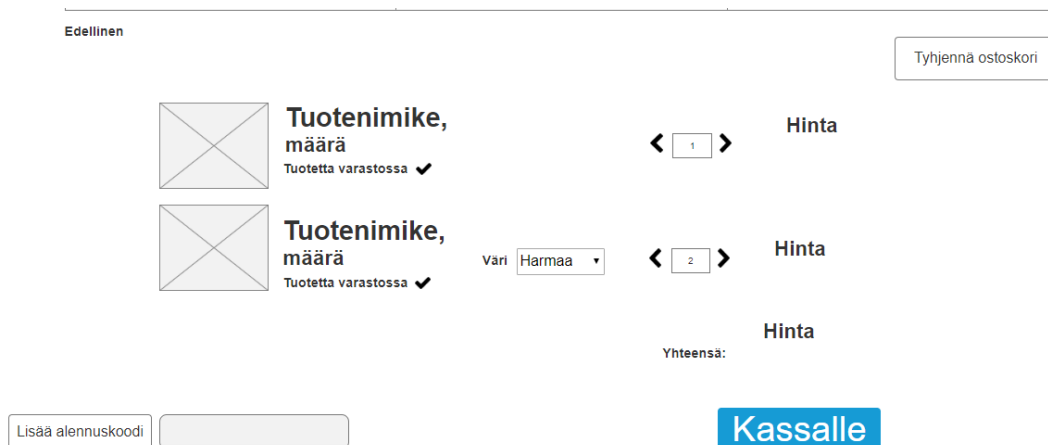 Edellinen
Tyhjennä ostoskori
Tuotenimike,
määrä
Tuotetta varastossa
1
Hinta
Tuotenimike,
määrä
Tuotetta varastossa
Väri
Harmaa
2
Hinta
Hinta
Yhteensä:
Lisää alennuskoodi
Kassalle